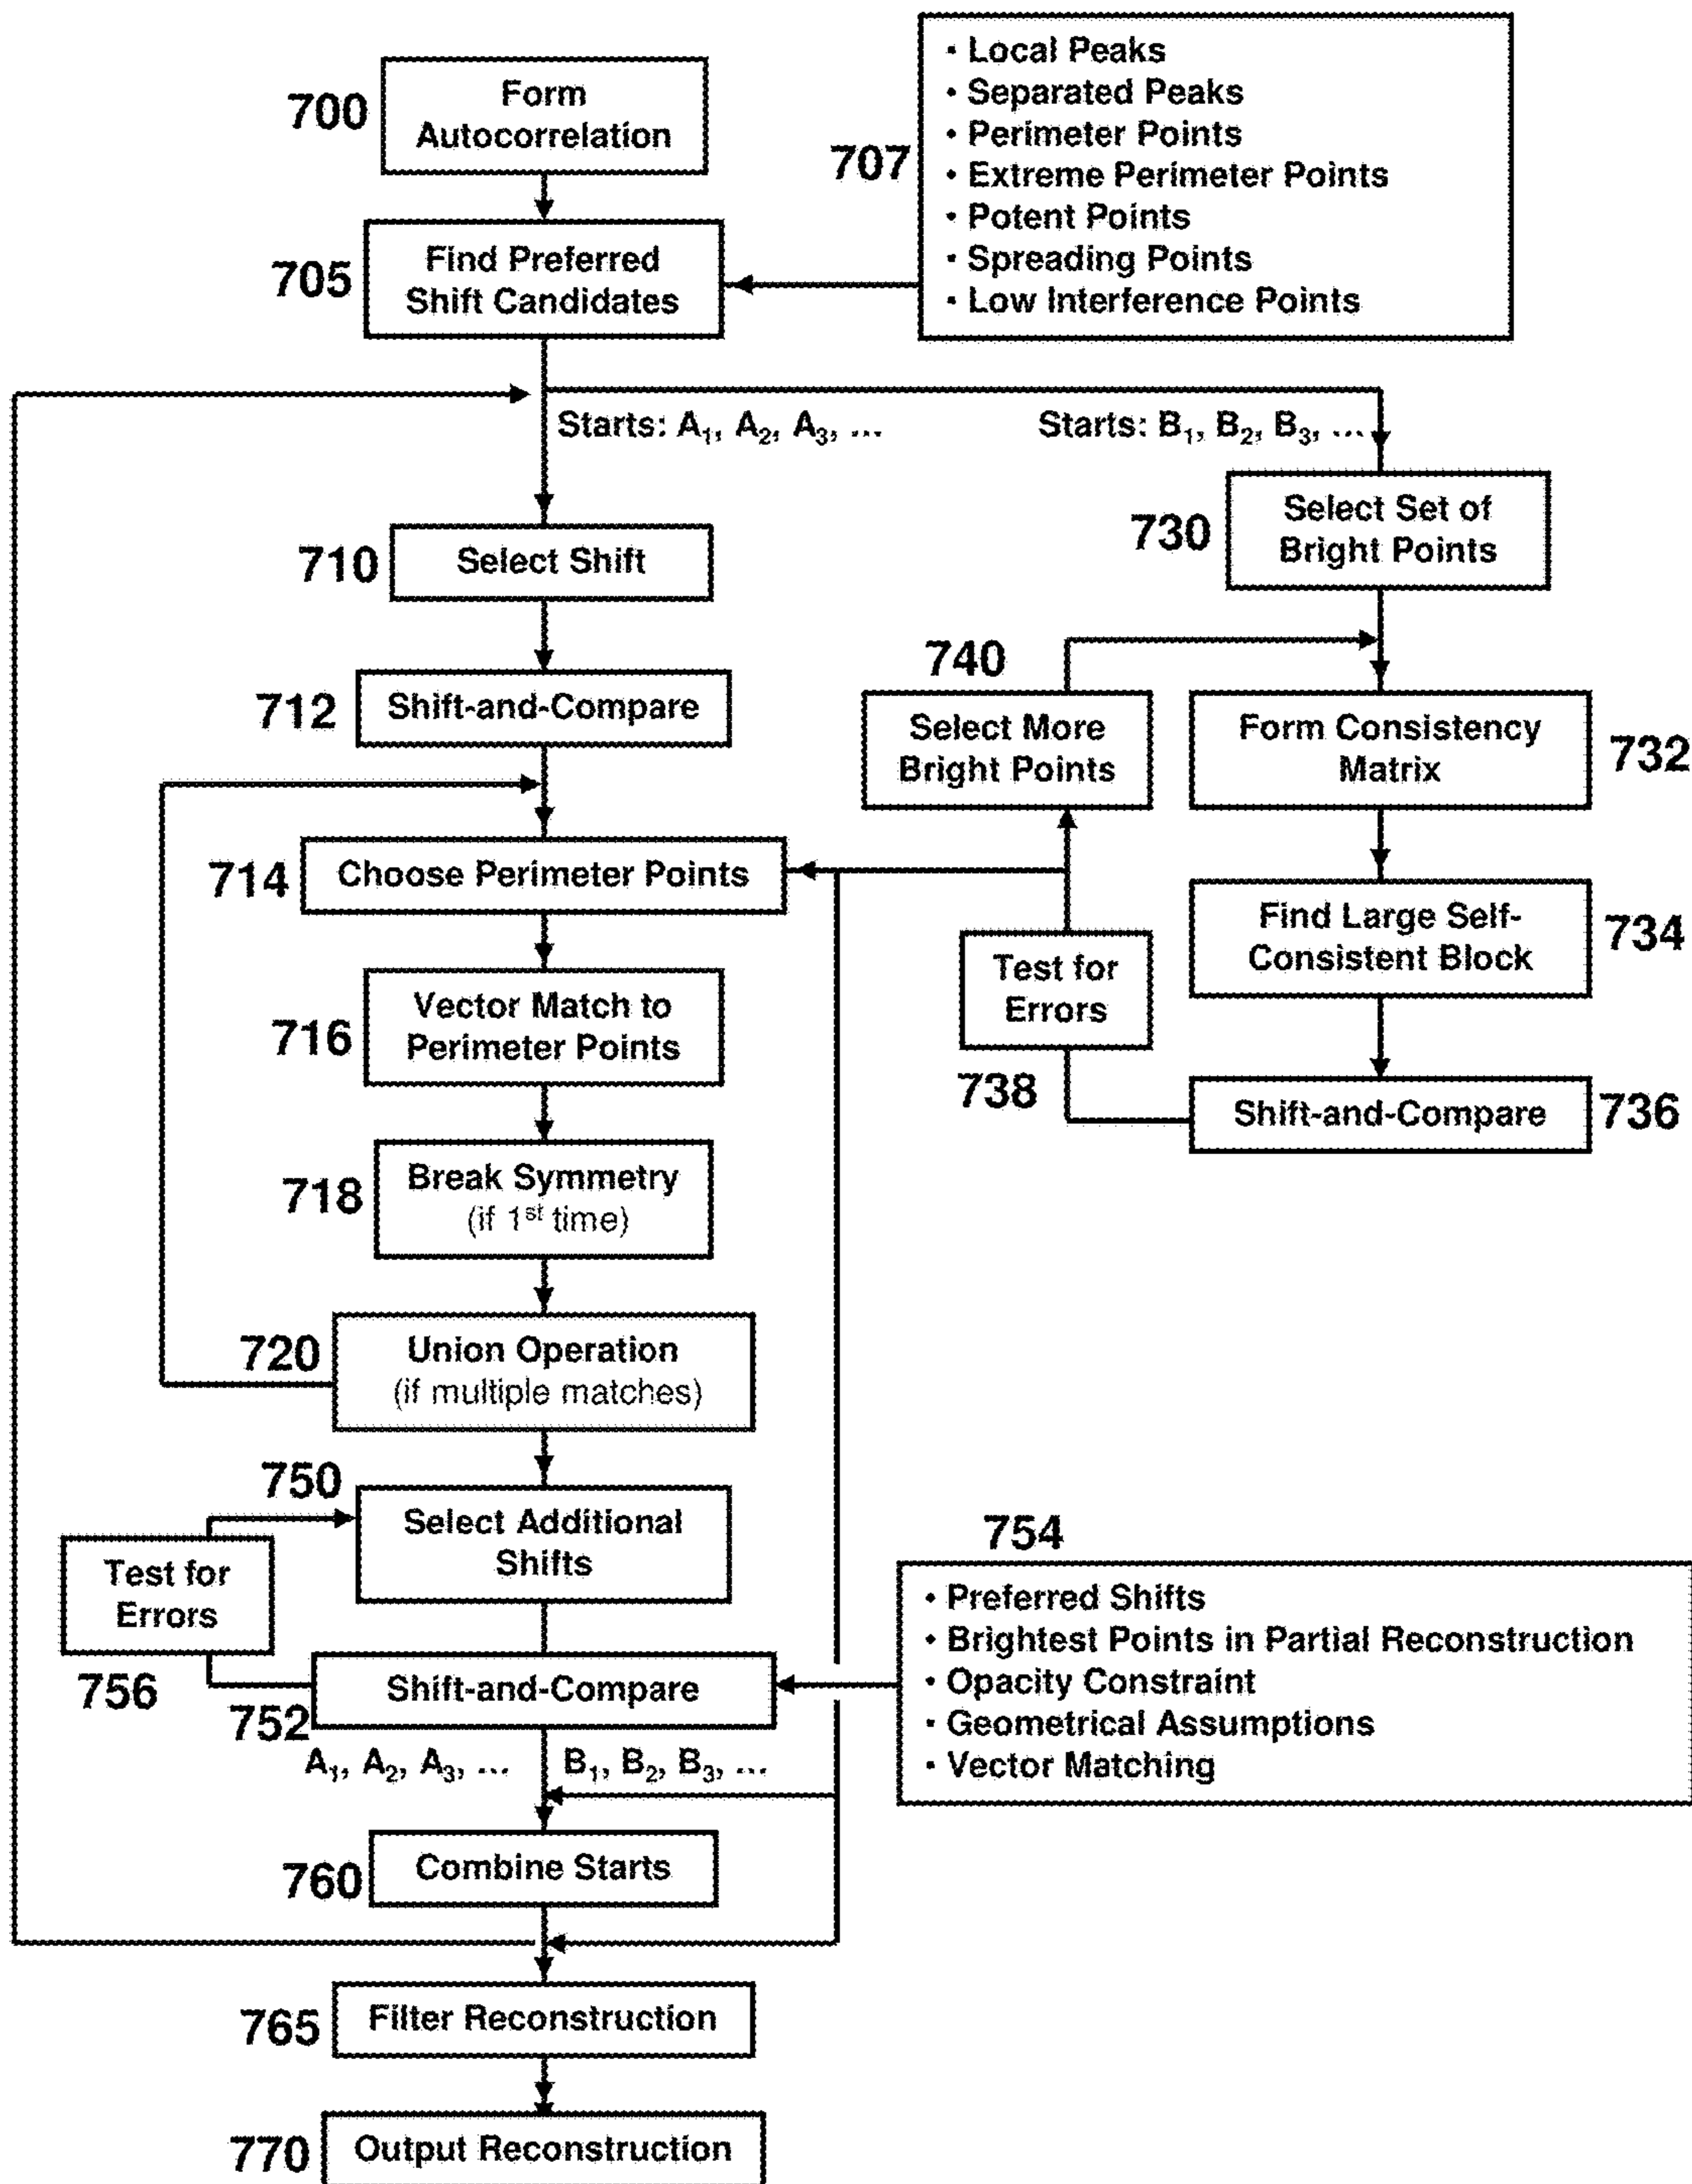 700
Form
Autocorrelation
707
· Local Peaks
· Separated Peaks
· Perimeter Points
· Extreme Perimeter Points
· Potent Points
· Spreading Points
· Low Interference Points
705
Find Preferred
Shift Candidates
Starts: A1, A2, A3, ...
Starts: B1, B2, B3, ...
710
Select Shift
730
Select Set of
Bright Points
712
Shift-and-Compare
740
Select More
Bright Points
Form Consistency
Matrix
732
714
Choose Perimeter Points
Find Large Self-
Consistent Block
734
Test for
Errors
738
716
Vector Match to
Perimeter Points
Shift-and-Compare
736
718
Break Symmetry
(if 1st time)
720
Union Operation
(if multiple matches)
750
Select Additional
Shifts
Test for
Errors
756
752
Shift-and-Compare
754
· Preferred Shifts
· Brightest Points in Partial Reconstruction
· Opacity Constraint
· Geometrical Assumptions
· Vector Matching
A1, A2, A3, ...
B1, B2, B3, ...
760
Combine Starts
765
Filter Reconstruction
770
Output Reconstruction